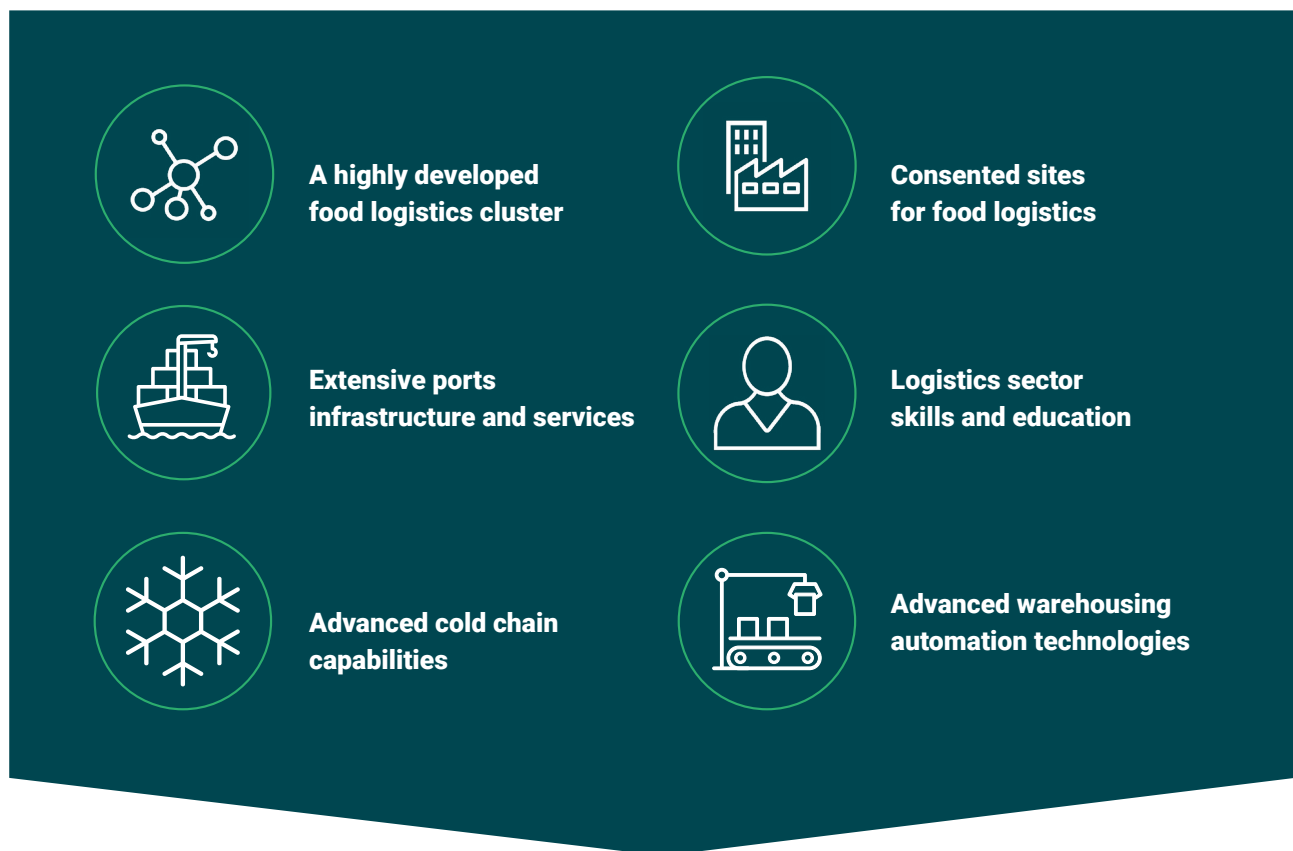 A highly developed
food logistics cluster
Consented sites
for food logistics
Extensive ports
infrastructure and services
Logistics sector
skills and education
Advanced cold chain
capabilities
Advanced warehousing
automation technologies